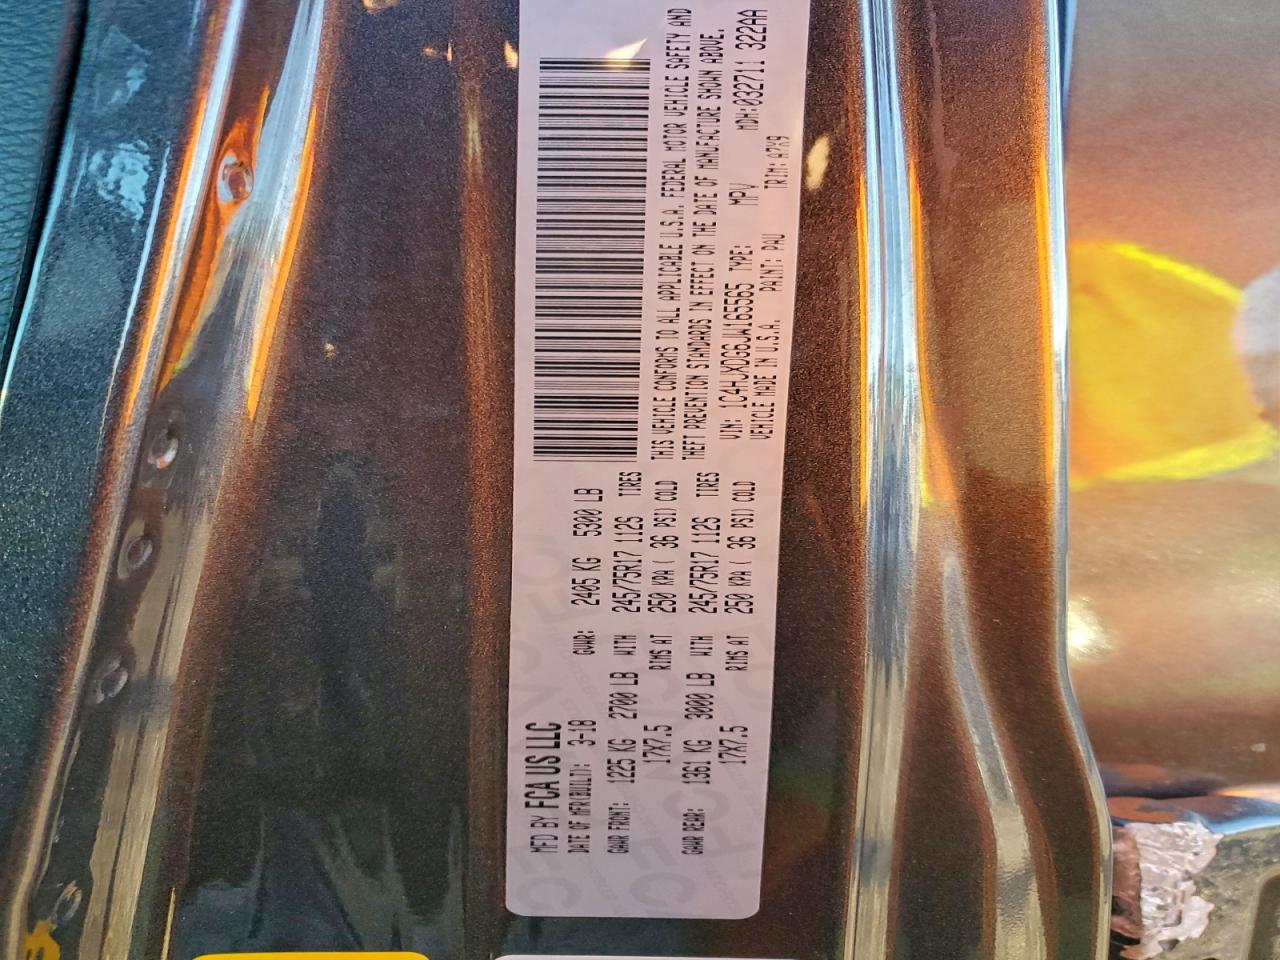 MFD BY FCA US LLC
DATE OF MFR(BUILT): 3-18 GVWR: 2405 KG 5300 LB
GAWR FRONT: 1225 KG 2700 LB WITH 245/75R17 112S TIRES
17X7.5 RIMS AT 250 KPA ( 36 PSI) COLD
GAWR REAR: 1361 KG 3000 LB WITH 245/75R17 112S TIRES
17X7.5 RIMS AT 250 KPA ( 36 PSI) COLD
THIS VEHICLE CONFORMS TO ALL APPLICABLE U.S.A. FEDERAL MOTOR VEHICLE SAFETY AND
THEFT PREVENTION STANDARDS IN EFFECT ON THE DATE OF MANUFACTURE SHOWN ABOVE.
VIN: 1C4HJXDG6JW165565 TYPE: MPV MDH:032711 322AA
VEHICLE MADE IN U.S.A. PAINT: PAU TRIM: A7X9